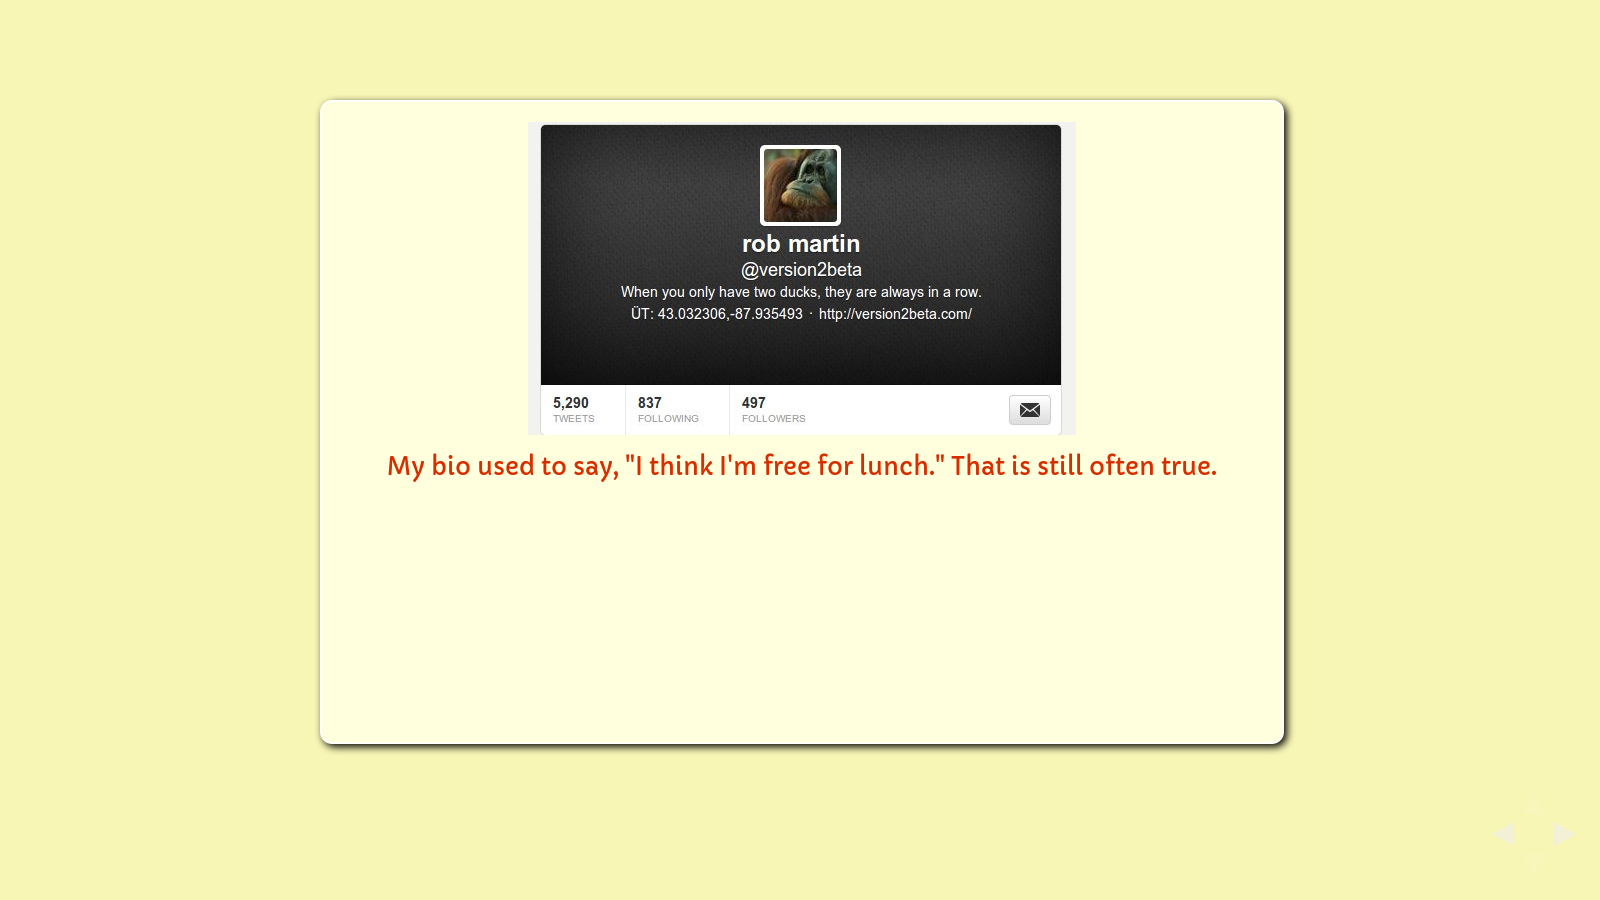 rob martin
@version2beta
When you only have two ducks, they are always in a row.
ÜT: 43.032306,-87.935493 · http://version2beta.com/
5,290 837 497
TWEETS FOLLOWING FOLLOWERS
My bio used to say, "I think I'm free for lunch." That is still often true.